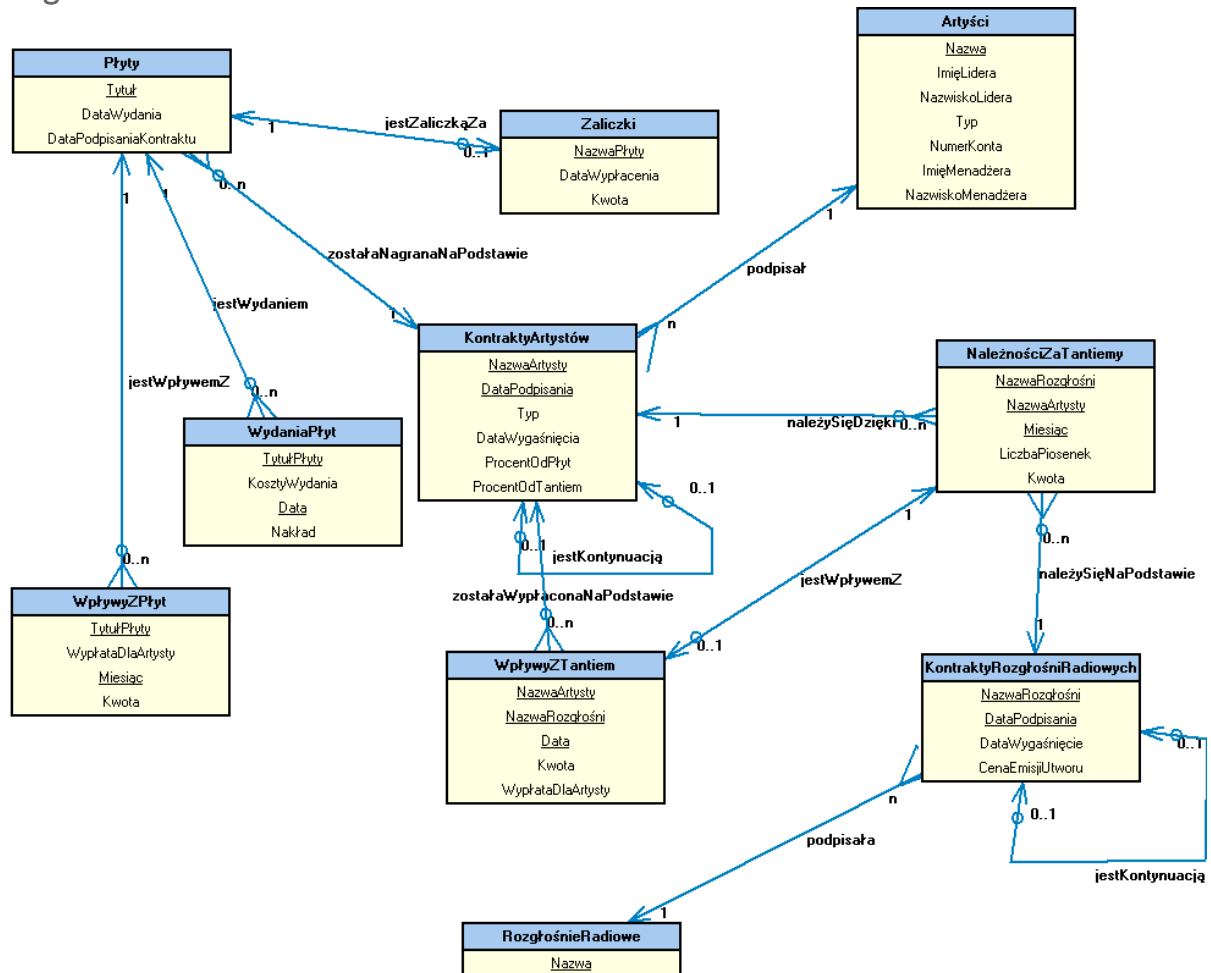 Artyści
Nazwa
ImięLidera
NazwiskoLidera
Typ
NumerKonta
ImięMenadżera
NazwiskoMenadżera
Płyty
Tytuł
DataWydania
DataPodpisaniaKontraktu
1
jestZaliczkąZa
0..1
Zaliczki
NazwaPłyty
DataWypłacenia
Kwota
1
1
0..n
1
zostałaNagranaNaPodstawie
podpisał
jestWydaniem
1
n
KontraktyArtystów
NazwaArtysty
DataPodpisania
Typ
DataWygaśnięcia
ProcentOdPłyt
ProcentOdTantiem
NależnościZaTantiemy
NazwaRozgłośni
NazwaArtysty
Miesiąc
LiczbaPiosenek
Kwota
jestWpływemZ
0..n
1
należySięDzięki
0..n
WydaniaPłyt
TytułPłyty
KosztyWydania
Data
Nakład
0..1
0..1
jestKontynuacją
1
0..n
0..n
należySięNaPodstawie
jestWpływemZ
zostałaWypłaconaNaPodstawie
0..n
1
0..1
WpływyZPłyt
TytułPłyty
WypłataDlaArtysty
Miesiąc
Kwota
WpływyZTantiem
NazwaArtysty
NazwaRozgłośni
Data
Kwota
WypłataDlaArtysty
KontraktyRozgłośniRadiowych
NazwaRozgłośni
DataPodpisania
DataWygaśnięcie
CenaEmisjiUtworu
0..1
n
0..1
podpisała
jestKontynuacją
1
RozgłośnieRadiowe
Nazwa